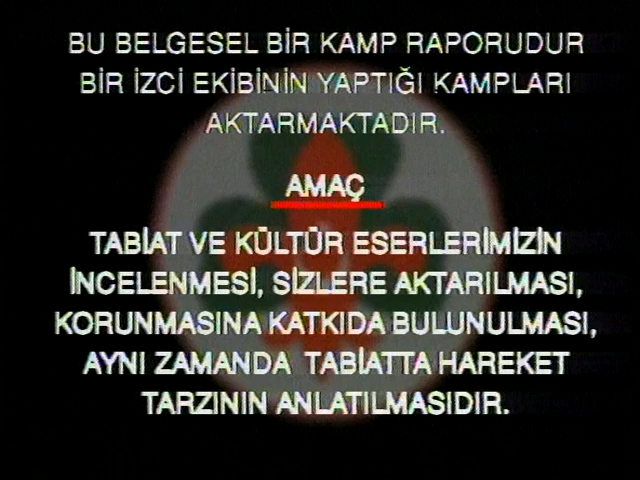 BU BELGESEL BİR KAMP RAPORUDUR
BİR İZCİ EKİBİNİN YAPTIĞI KAMPLARI
AKTARMAKTADIR.
AMAÇ
TABİAT VE KÜLTÜR ESERLERİMİZİN
İNCELENMESİ, SİZLERE AKTARILMASI,
KORUNMASINA KATKIDA BULUNULMASI,
AYNI ZAMANDA TABİATTA HAREKET
TARZININ ANLATILMASIDIR.